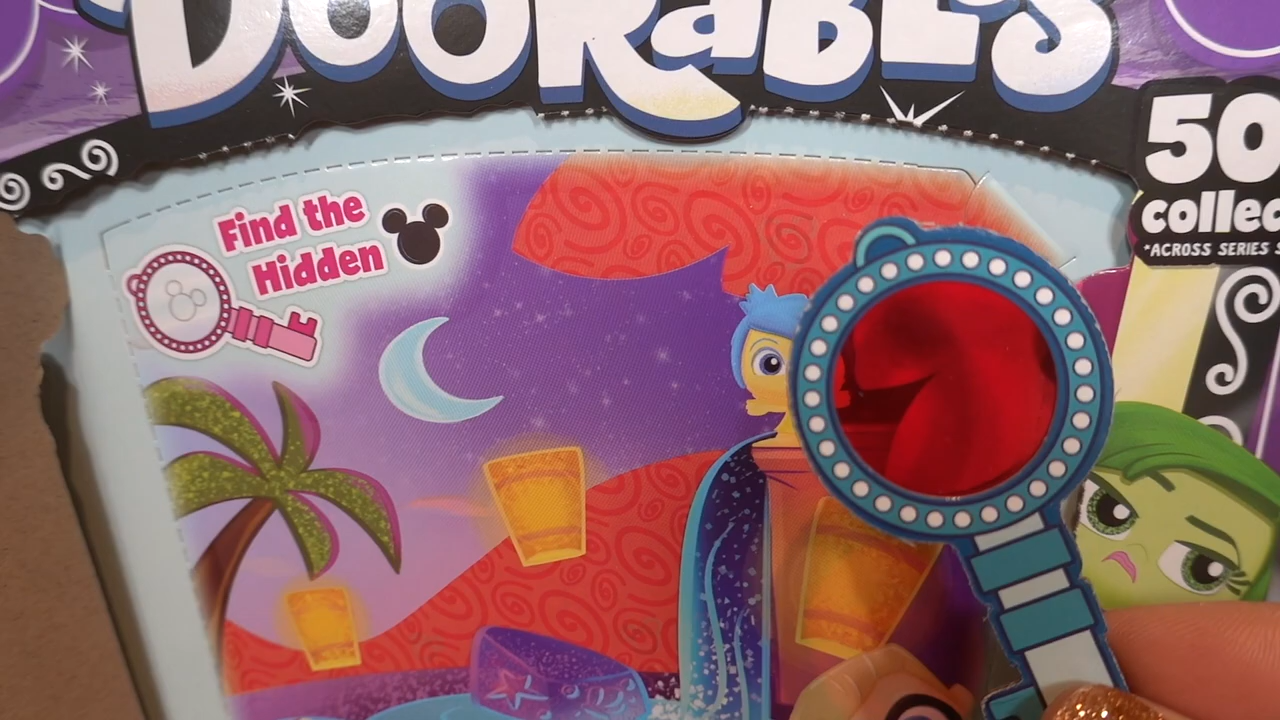 DOORABLES
Find the
Hidden
50
collec
*ACROSS SERIES S